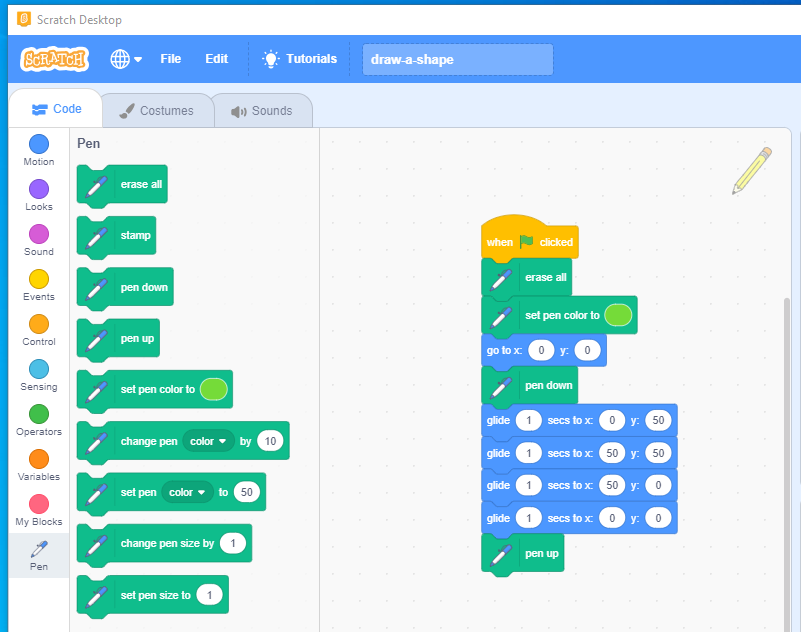 Scratch Desktop
SCRATCH File Edit Tutorials draw-a-shape
Code Costumes Sounds
Motion
Looks
Sound
Events
Control
Sensing
Operators
Variables
My Blocks
Pen
Pen
erase all
stamp
pen down
pen up
set pen color to
change pen color by 10
set pen color to 50
change pen size by 1
set pen size to 1
when clicked
erase all
set pen color to
go to x: 0 y: 0
pen down
glide 1 secs to x: 0 y: 50
glide 1 secs to x: 50 y: 50
glide 1 secs to x: 50 y: 0
glide 1 secs to x: 0 y: 0
pen up